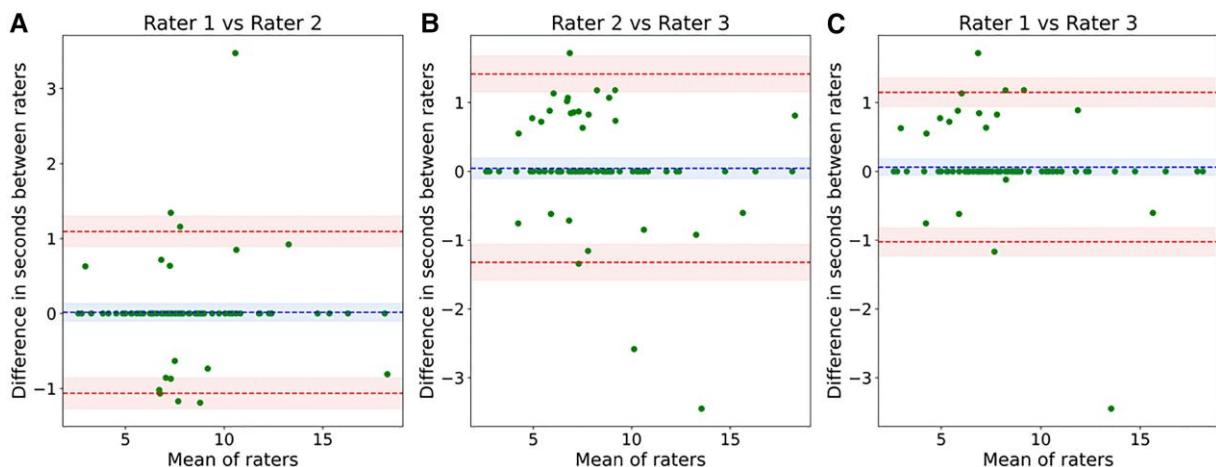 A
Rater 1 vs Rater 2
Difference in seconds between raters
3
2
1
0
−1
5 10 15
Mean of raters
B
Rater 2 vs Rater 3
Difference in seconds between raters
1
0
−1
−2
−3
5 10 15
Mean of raters
C
Rater 1 vs Rater 3
Difference in seconds between raters
1
0
−1
−2
−3
5 10 15
Mean of raters